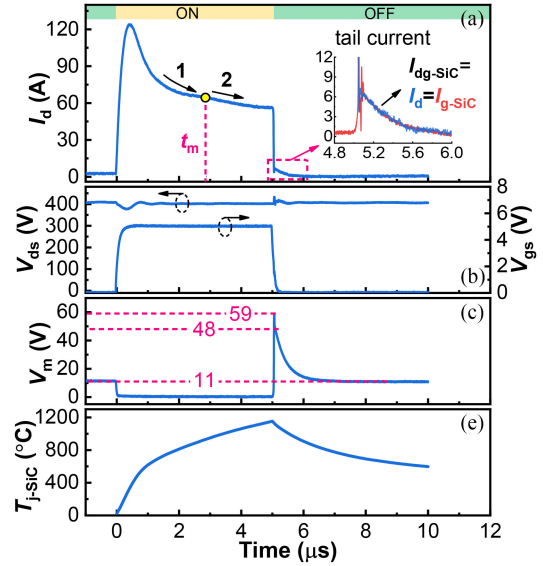 ON OFF
(a)
120
90
60
30
0
I_d (A)
1 2
t_m
tail current
I_dg-SiC=
I_d=I_g-SiC
12
10
8
6
4
2
0
4.8 5.2 5.6 6.0
400
300
200
100
0
V_ds (V)
8
6
4
2
0
V_gs (V)
(b)
60
40
20
0
V_m (V)
59
48
11
(c)
1200
800
400
0
T_j-SiC (°C)
(e)
0 2 4 6 8 10 12
Time (μs)